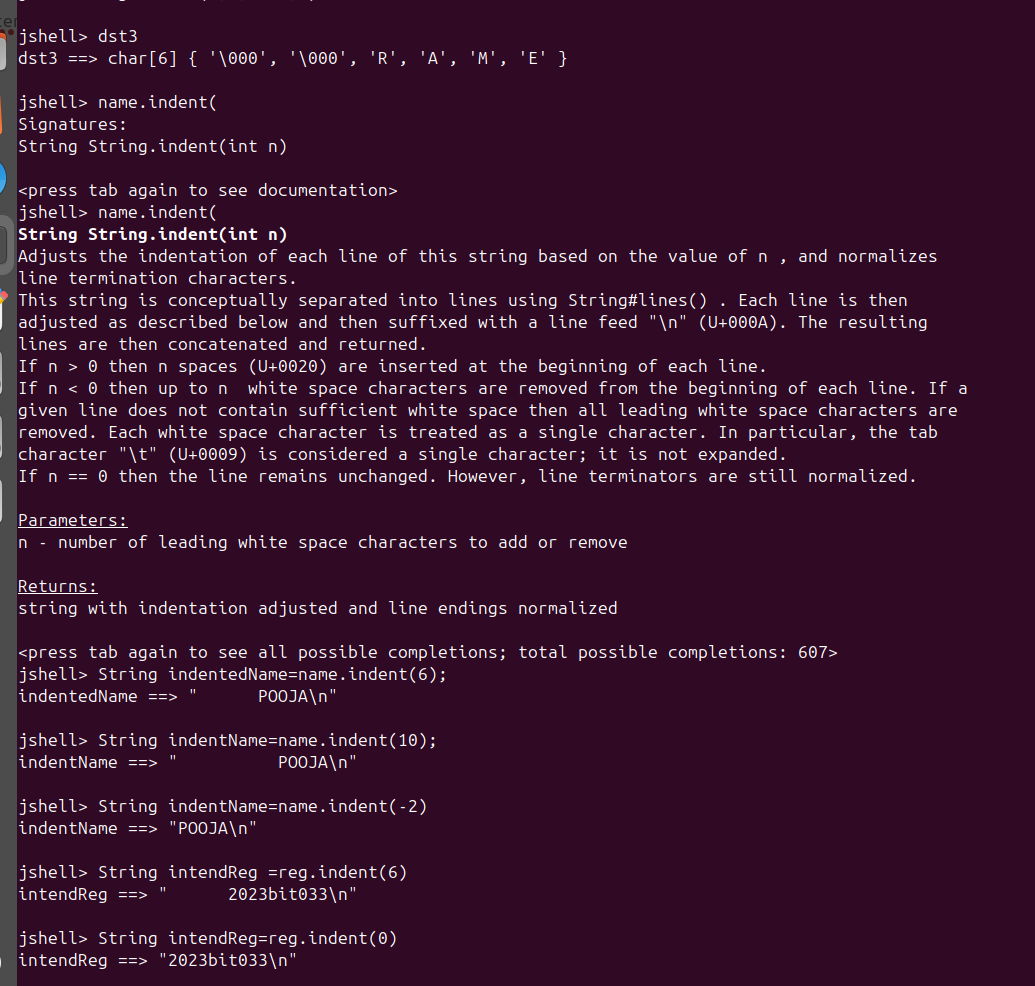 jshell> dst3
dst3 ==> char[6] { '\000', '\000', 'R', 'A', 'M', 'E' }
jshell> name.indent(
Signatures:
String String.indent(int n)
<press tab again to see documentation>
jshell> name.indent(
String String.indent(int n)
Adjusts the indentation of each line of this string based on the value of n , and normalizes
line termination characters.
This string is conceptually separated into lines using String#lines() . Each line is then
adjusted as described below and then suffixed with a line feed "\n" (U+000A). The resulting
lines are then concatenated and returned.
If n > 0 then n spaces (U+0020) are inserted at the beginning of each line.
If n < 0 then up to n  white space characters are removed from the beginning of each line. If a
given line does not contain sufficient white space then all leading white space characters are
removed. Each white space character is treated as a single character. In particular, the tab
character "\t" (U+0009) is considered a single character; it is not expanded.
If n == 0 then the line remains unchanged. However, line terminators are still normalized.
Parameters:
n - number of leading white space characters to add or remove
Returns:
string with indentation adjusted and line endings normalized
<press tab again to see all possible completions; total possible completions: 607>
jshell> String indentedName=name.indent(6);
indentedName ==> "      POOJA\n"
jshell> String indentName=name.indent(10);
indentName ==> "          POOJA\n"
jshell> String indentName=name.indent(-2)
indentName ==> "POOJA\n"
jshell> String intendReg =reg.indent(6)
intendReg ==> "      2023bit033\n"
jshell> String intendReg=reg.indent(0)
intendReg ==> "2023bit033\n"